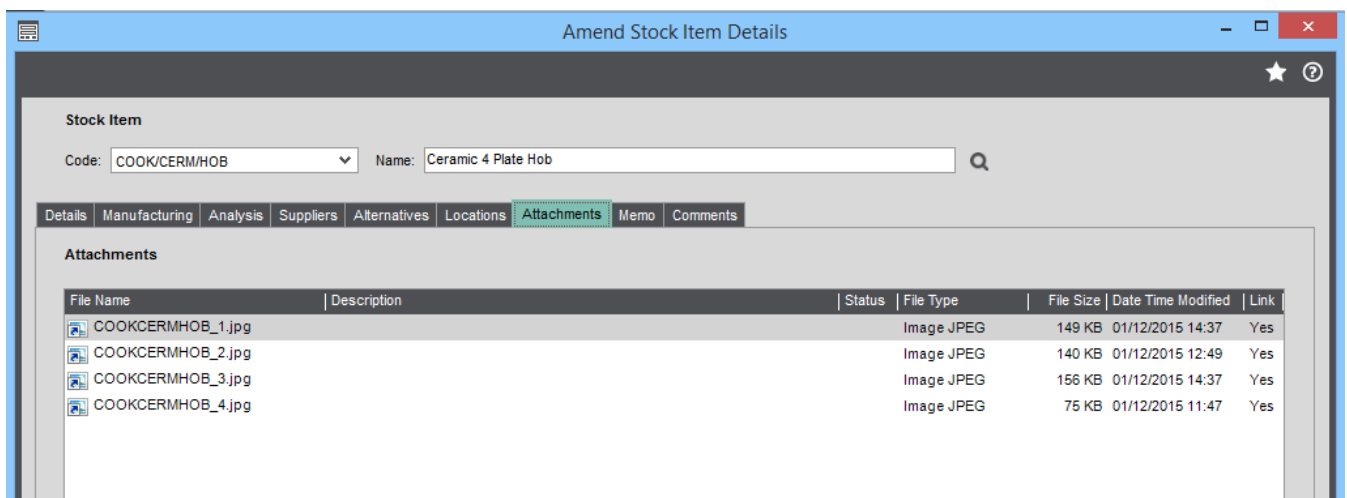 Amend Stock Item Details
Stock Item
Code: COOK/CERM/HOB Name: Ceramic 4 Plate Hob
Details Manufacturing Analysis Suppliers Alternatives Locations Attachments Memo Comments
Attachments
File Name Description Status File Type File Size Date Time Modified Link
COOKCERMHOB_1.jpg Image JPEG 149 KB 01/12/2015 14:37 Yes
COOKCERMHOB_2.jpg Image JPEG 140 KB 01/12/2015 12:49 Yes
COOKCERMHOB_3.jpg Image JPEG 156 KB 01/12/2015 14:37 Yes
COOKCERMHOB_4.jpg Image JPEG 75 KB 01/12/2015 11:47 Yes